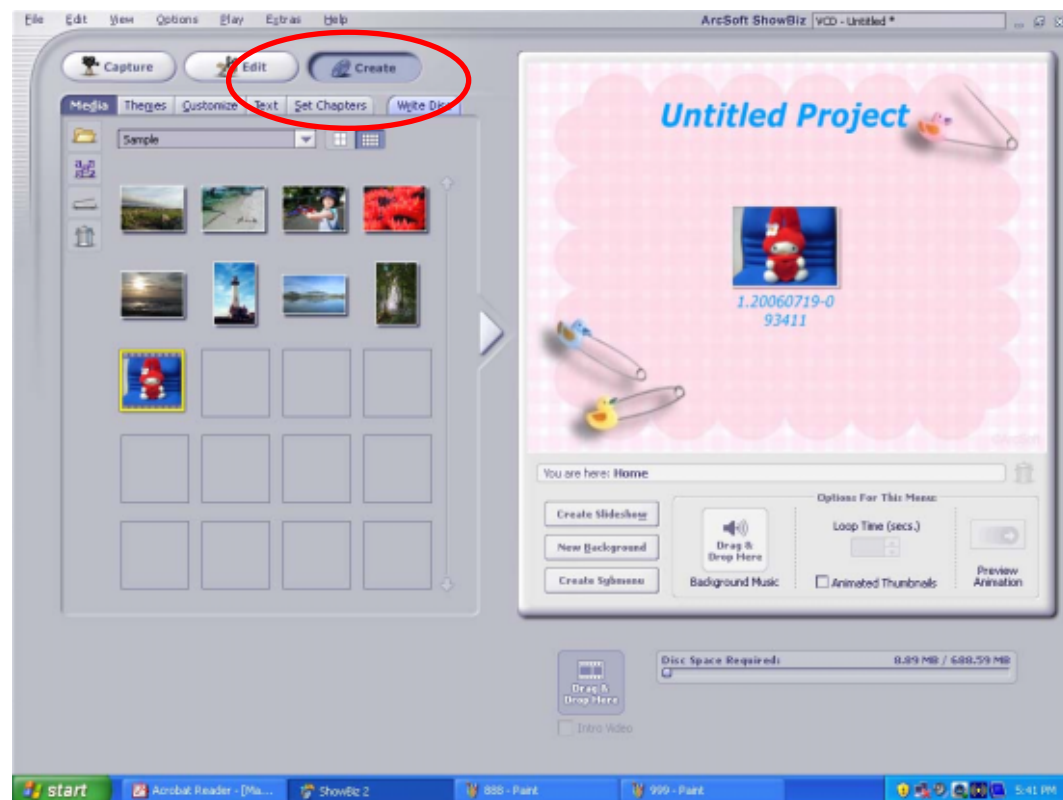 File Edit View Options Play Extras Help ArcSoft ShowBiz VCD - Untitled *
Capture Edit Create
Media Themes Customize Text Set Chapters Write Disc
Sample
Untitled Project
1.20060719-0
93411
©ArcSoft
You are here: Home
Options For This Menu:
Create Slideshow
New Background
Create Submenu
Drag &
Drop Here
Background Music
Loop Time (secs.)
Animated Thumbnails
Preview
Animation
Drag &
Drop Here
Intro Video
Disc Space Required: 8.89 MB / 688.59 MB
start Acrobat Reader - [Ma... ShowBiz 2 888 - Paint 999 - Paint 5:41 PM